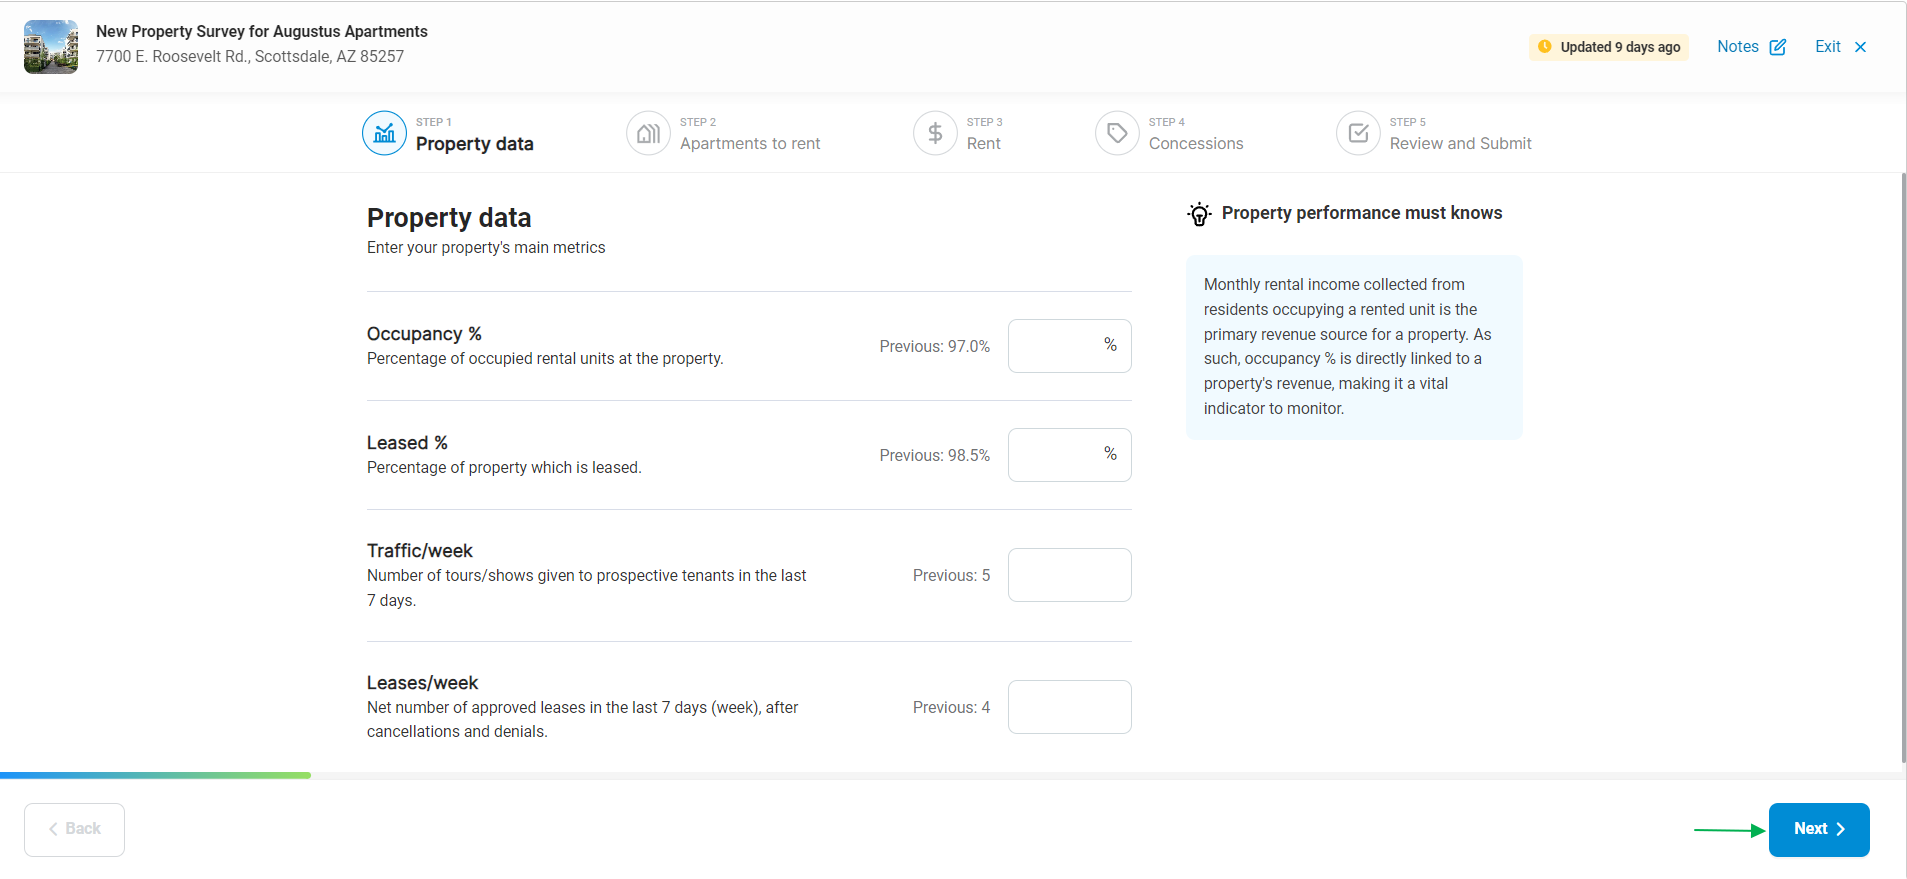 New Property Survey for Augustus Apartments
7700 E. Roosevelt Rd., Scottsdale, AZ 85257
Updated 9 days ago
Notes
Exit
STEP 1
Property data
STEP 2
Apartments to rent
STEP 3
Rent
STEP 4
Concessions
STEP 5
Review and Submit
Property data
Enter your property's main metrics
Occupancy %
Percentage of occupied rental units at the property.
Previous: 97.0%
%
Leased %
Percentage of property which is leased.
Previous: 98.5%
%
Traffic/week
Number of tours/shows given to prospective tenants in the last
7 days.
Previous: 5
Leases/week
Net number of approved leases in the last 7 days (week), after
cancellations and denials.
Previous: 4
Property performance must knows
Monthly rental income collected from
residents occupying a rented unit is the
primary revenue source for a property. As
such, occupancy % is directly linked to a
property's revenue, making it a vital
indicator to monitor.
Back
Next